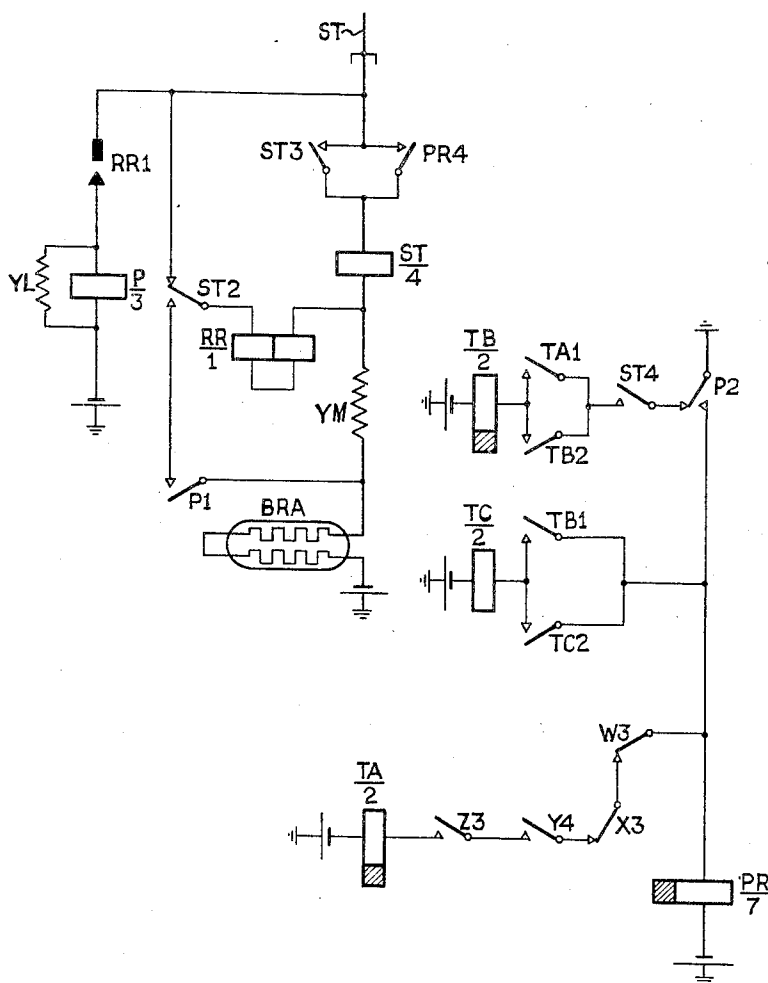 ST
RR1
ST3
PR4
YL
P
3
ST2
ST
4
RR
1
YM
P1
BRA
TB
2
TA1
ST4
P2
TB2
TC
2
TB1
TC2
W3
TA
2
Z3
Y4
X3
PR
7